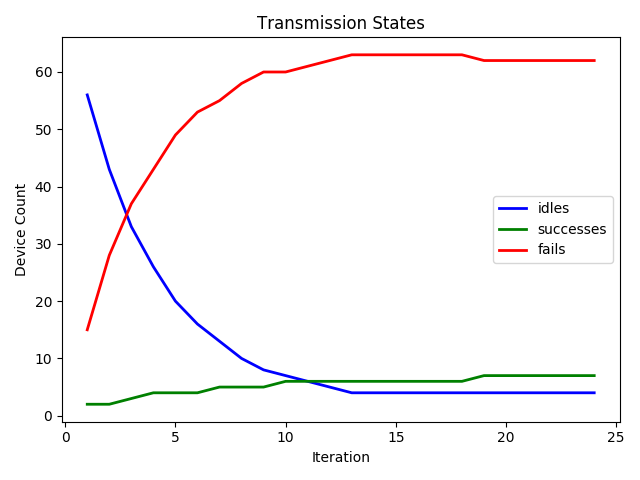 Transmission States
Device Count
60
50
40
30
20
10
0
idles
successes
fails
0 5 10 15 20 25
Iteration